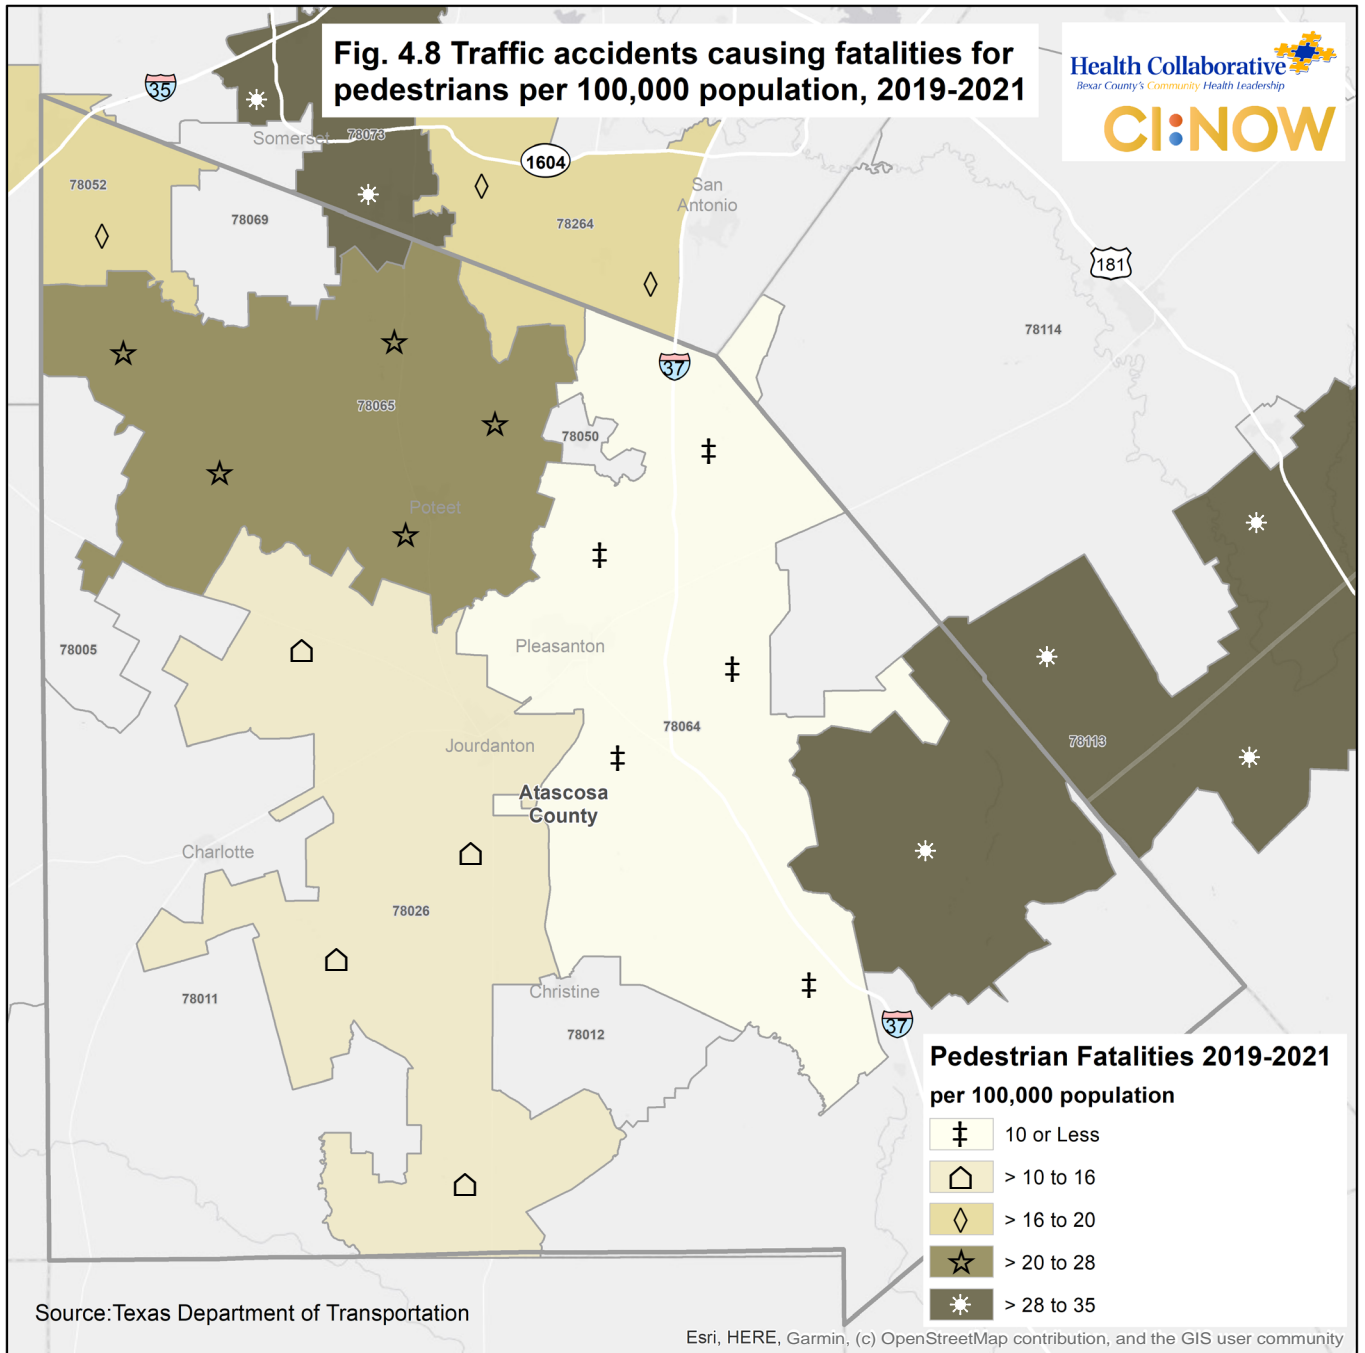 Fig. 4.8 Traffic accidents causing fatalities for
pedestrians per 100,000 population, 2019-2021
Health Collaborative
Bexar County's Community Health Leadership
CI:NOW
35
Somerset
78073
1604
78052
San
Antonio
78069
78264
181
78114
37
78065
78050
Poteet
Pleasanton
78005
78064
Jourdanton
78113
Atascosa
County
Charlotte
78026
Christine
78011
78012
37
Pedestrian Fatalities 2019-2021
per 100,000 population
10 or Less
> 10 to 16
> 16 to 20
> 20 to 28
> 28 to 35
Source:Texas Department of Transportation
Esri, HERE, Garmin, (c) OpenStreetMap contribution, and the GIS user community